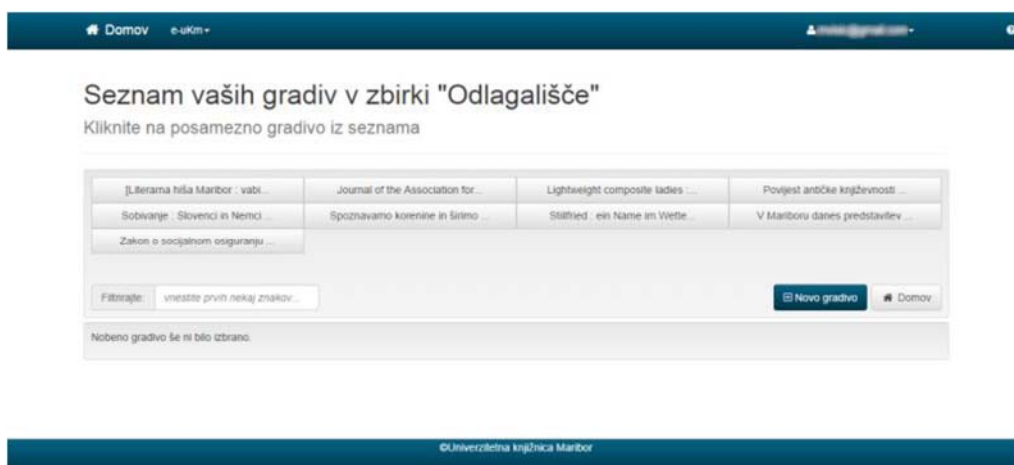 Domov e-uKm
Seznam vaših gradiv v zbirki "Odlagališče"
Kliknite na posamezno gradivo iz seznama
[Literarna hiša Maribor : vabi... Journal of the Association for... Lightweight composite ladies :... Povijest antičke književnosti ...
Sobivanje : Slovenci in Nemci ... Spoznavamo korenine in širimo ... Stillfried : ein Name im Wette... V Mariboru danes predstavitev ...
Zakon o socijalnom osiguranju ...
Filtrirajte: vnesite prvih nekaj znakov... Novo gradivo Domov
Nobeno gradivo še ni bilo izbrano.
©Univerzitetna knjižnica Maribor